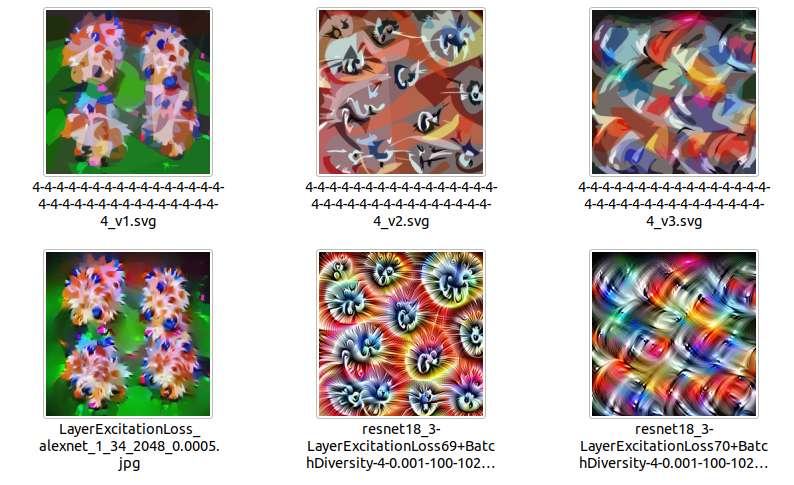 4-4-4-4-4-4-4-4-4-4-4-4-4-4-4-4-
4-4-4-4-4-4-4-4-4-4-4-4-4-4-4-
4_v1.svg
4-4-4-4-4-4-4-4-4-4-4-4-4-4-4-4-
4-4-4-4-4-4-4-4-4-4-4-4-4-4-4-
4_v2.svg
4-4-4-4-4-4-4-4-4-4-4-4-4-4-4-4-
4-4-4-4-4-4-4-4-4-4-4-4-4-4-4-
4_v3.svg
LayerExcitationLoss_
alexnet_1_34_2048_0.0005.
jpg
resnet18_3-
LayerExcitationLoss69+Batc
hDiversity-4-0.001-100-102…
resnet18_3-
LayerExcitationLoss70+Batc
hDiversity-4-0.001-100-102…